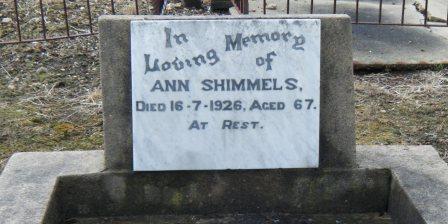 In
Loving Memory
of
ANN SHIMMELS,
DIED 16-7-1926, AGED 67.
AT REST.